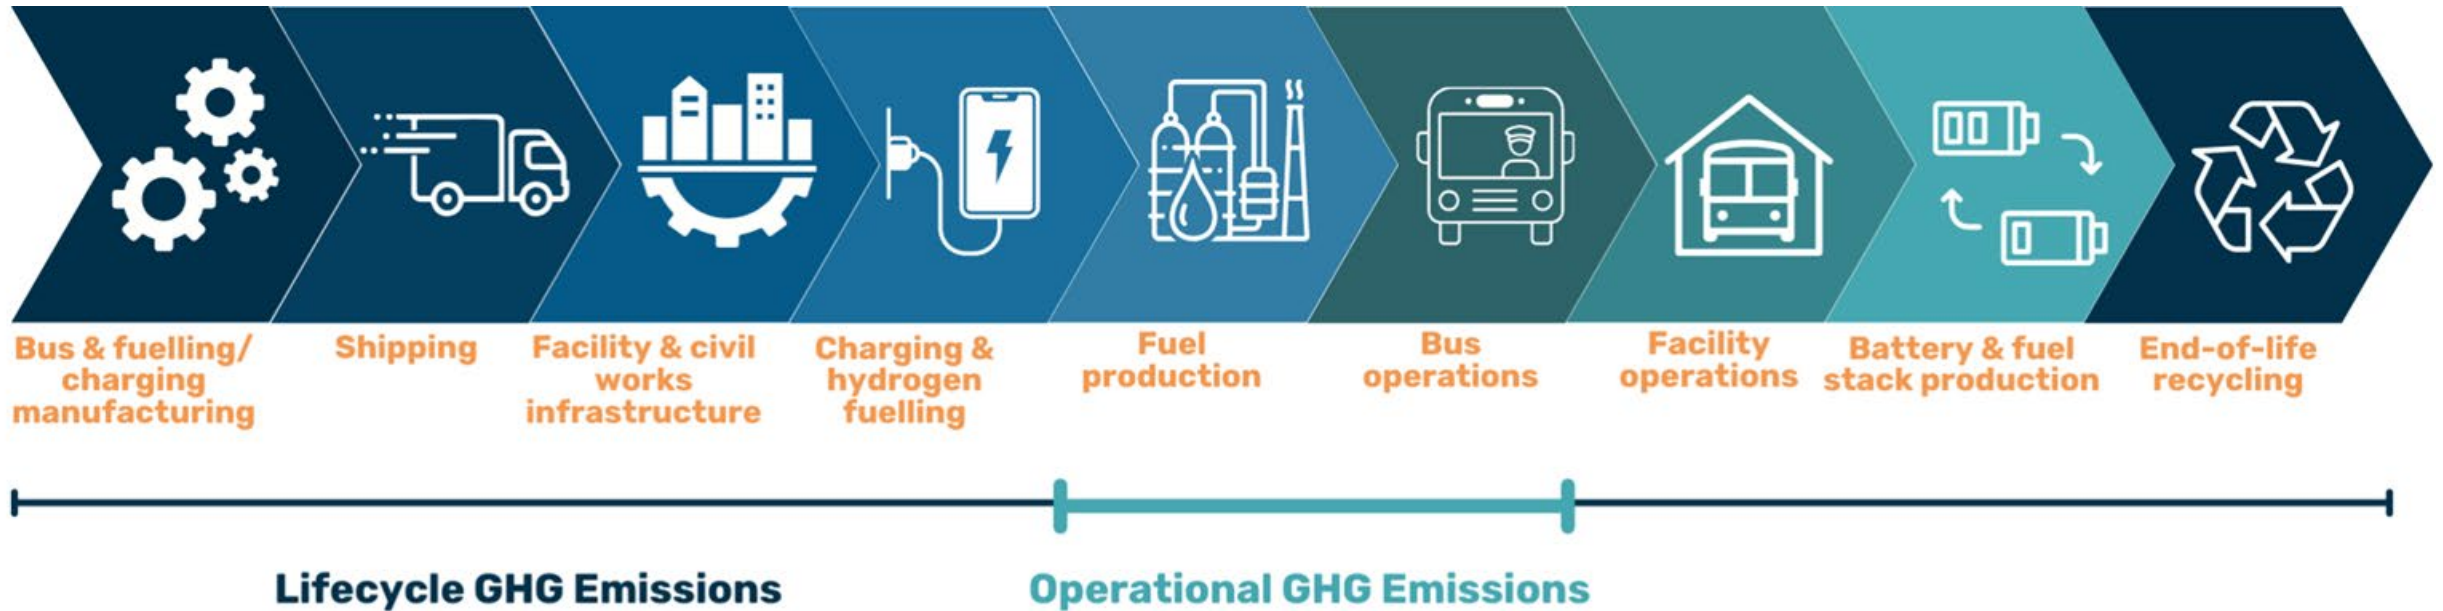 Bus & fuelling/
charging
manufacturing
Shipping
Facility & civil
works
infrastructure
Charging &
hydrogen
fuelling
Fuel
production
Bus
operations
Facility
operations
Battery & fuel
stack production
End-of-life
recycling
Lifecycle GHG Emissions
Operational GHG Emissions